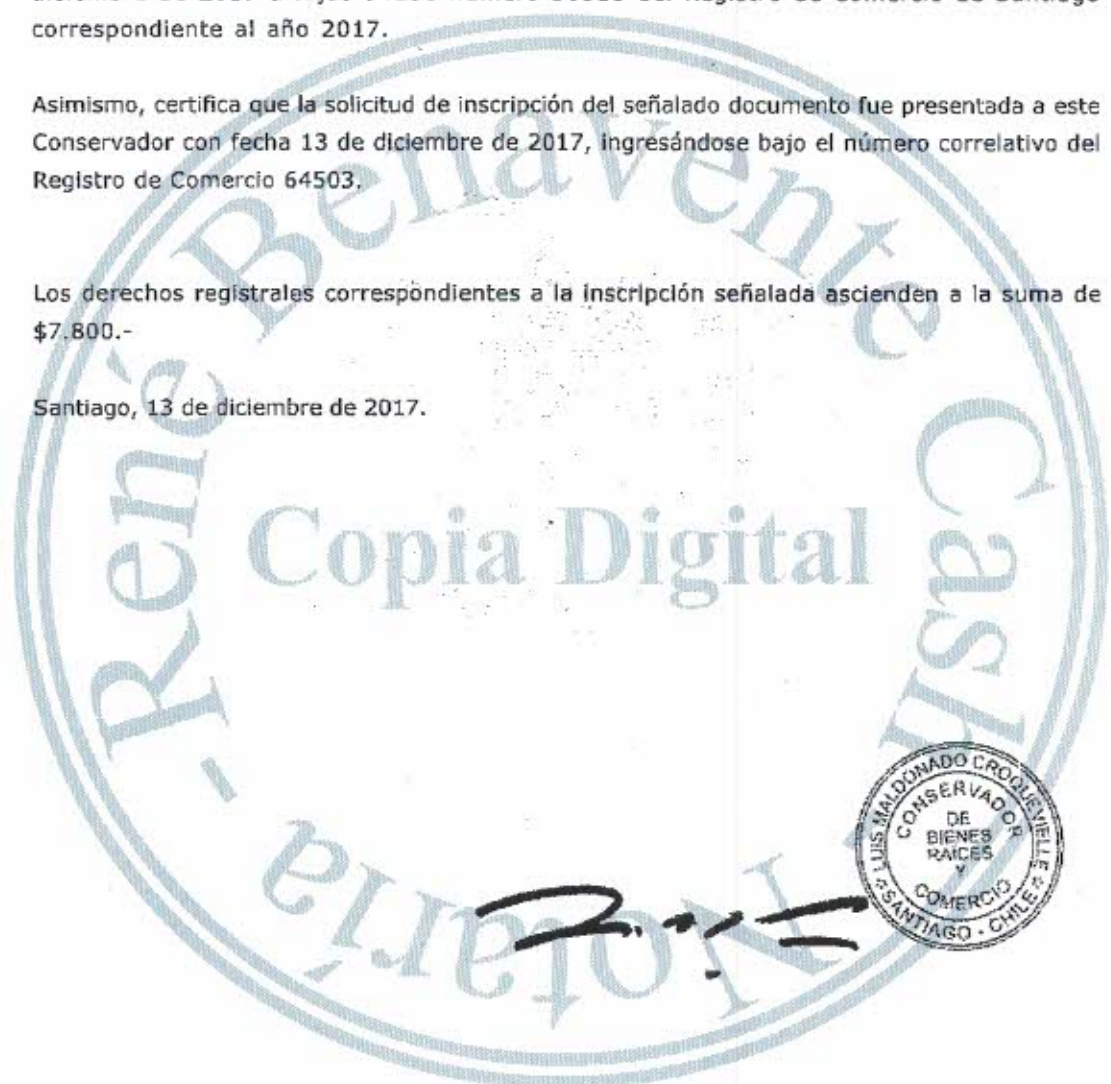 correspondiente al año 2017.
Asimismo, certifica que la solicitud de inscripción del señalado documento fue presentada a este
Conservador con fecha 13 de diciembre de 2017, ingresándose bajo el número correlativo del
Registro de Comercio 64503.
Los derechos registrales correspondientes a la inscripción señalada ascienden a la suma de
$7.800.-
Santiago, 13 de diciembre de 2017.
Copia Digital
- René Benavente Cash -
Notaría
LUIS MALDONADO CROQUEVIELLE
CONSERVADOR
DE
BIENES
RAICES
Y
COMERCIO
SANTIAGO - CHILE